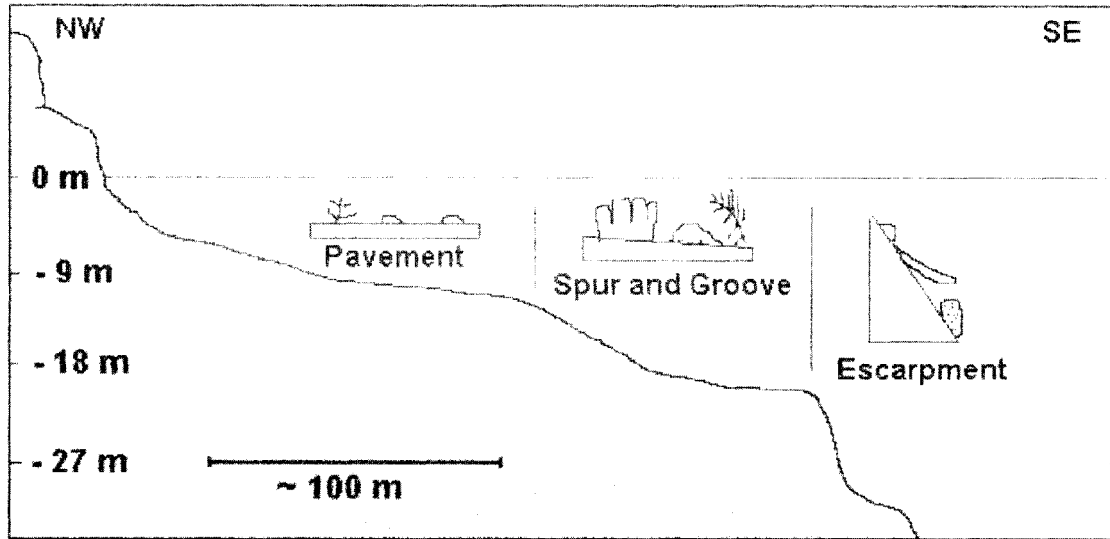 NW
SE
0 m
Pavement
- 9 m
Spur and Groove
- 18 m
Escarpment
- 27 m
~ 100 m